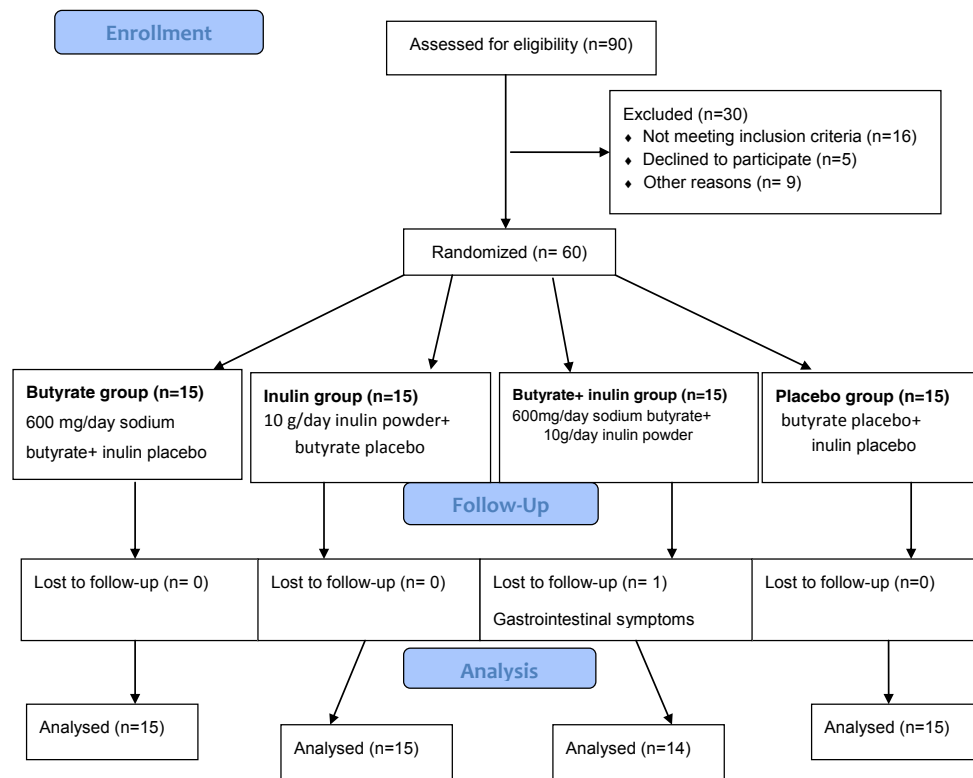 Enrollment
Assessed for eligibility (n=90)
Excluded (n=30)
♦ Not meeting inclusion criteria (n=16)
♦ Declined to participate (n=5)
♦ Other reasons (n= 9)
Randomized (n= 60)
Butyrate group (n=15)
600 mg/day sodium
butyrate+ inulin placebo
Inulin group (n=15)
10 g/day inulin powder+
butyrate placebo
Butyrate+ inulin group (n=15)
600mg/day sodium butyrate+
10g/day inulin powder
Placebo group (n=15)
butyrate placebo+
inulin placebo
Follow-Up
Lost to follow-up (n= 0)
Lost to follow-up (n= 0)
Lost to follow-up (n= 1)
Gastrointestinal symptoms
Lost to follow-up (n=0)
Analysis
Analysed (n=15)
Analysed (n=15)
Analysed (n=14)
Analysed (n=15)